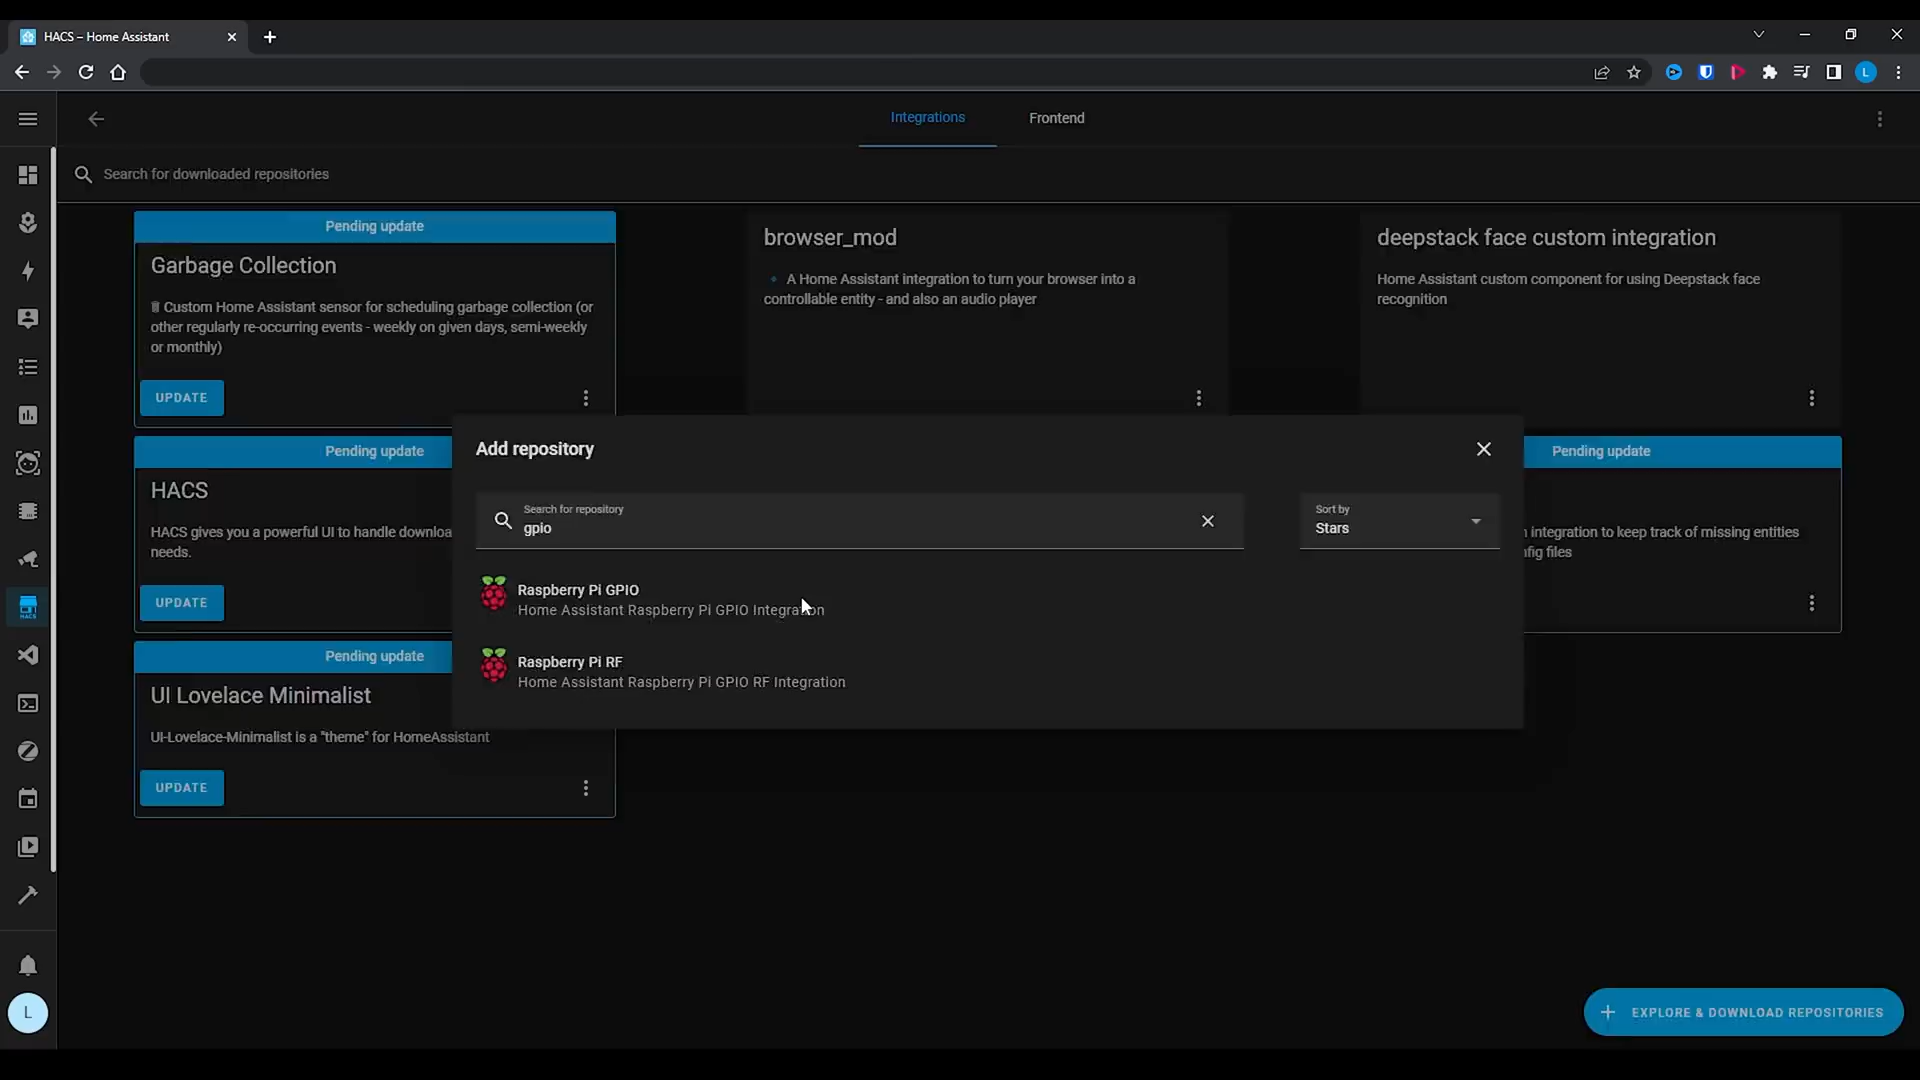 HACS – Home Assistant
L
Integrations
Frontend
Search for downloaded repositories
Pending update
Garbage Collection
Custom Home Assistant sensor for scheduling garbage collection (or
other regularly re-occurring events - weekly on given days, semi-weekly
or monthly)
UPDATE
browser_mod
A Home Assistant integration to turn your browser into a
controllable entity - and also an audio player
deepstack face custom integration
Home Assistant custom component for using Deepstack face
recognition
Pending update
HACS
HACS gives you a powerful UI to handle downloa
needs.
UPDATE
Pending update
integration to keep track of missing entities
fig files
Add repository
Search for repository
gpio
Sort by
Stars
Raspberry Pi GPIO
Home Assistant Raspberry Pi GPIO Integration
Raspberry Pi RF
Home Assistant Raspberry Pi GPIO RF Integration
Pending update
UI Lovelace Minimalist
UI-Lovelace-Minimalist is a "theme" for HomeAssistant
UPDATE
HACS
L
EXPLORE & DOWNLOAD REPOSITORIES